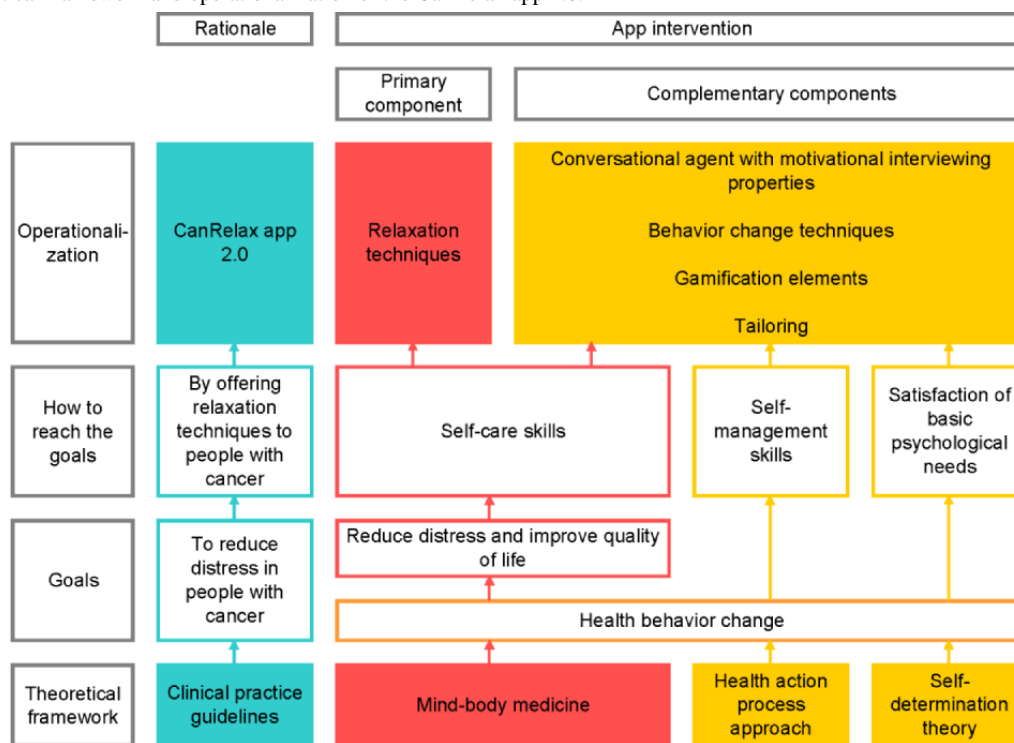 Rationale
App intervention
Primary
component
Complementary components
Operationali-
zation
CanRelax app
2.0
Relaxation
techniques
Conversational agent with motivational interviewing
properties
Behavior change techniques
Gamification elements
Tailoring
How to
reach the
goals
By offering
relaxation
techniques to
people with
cancer
Self-care skills
Self-
management
skills
Satisfaction of
basic
psychological
needs
Goals
To reduce
distress in
people with
cancer
Reduce distress and improve quality
of life
Health behavior change
Theoretical
framework
Clinical practice
guidelines
Mind-body medicine
Health action
process
approach
Self-
determination
theory